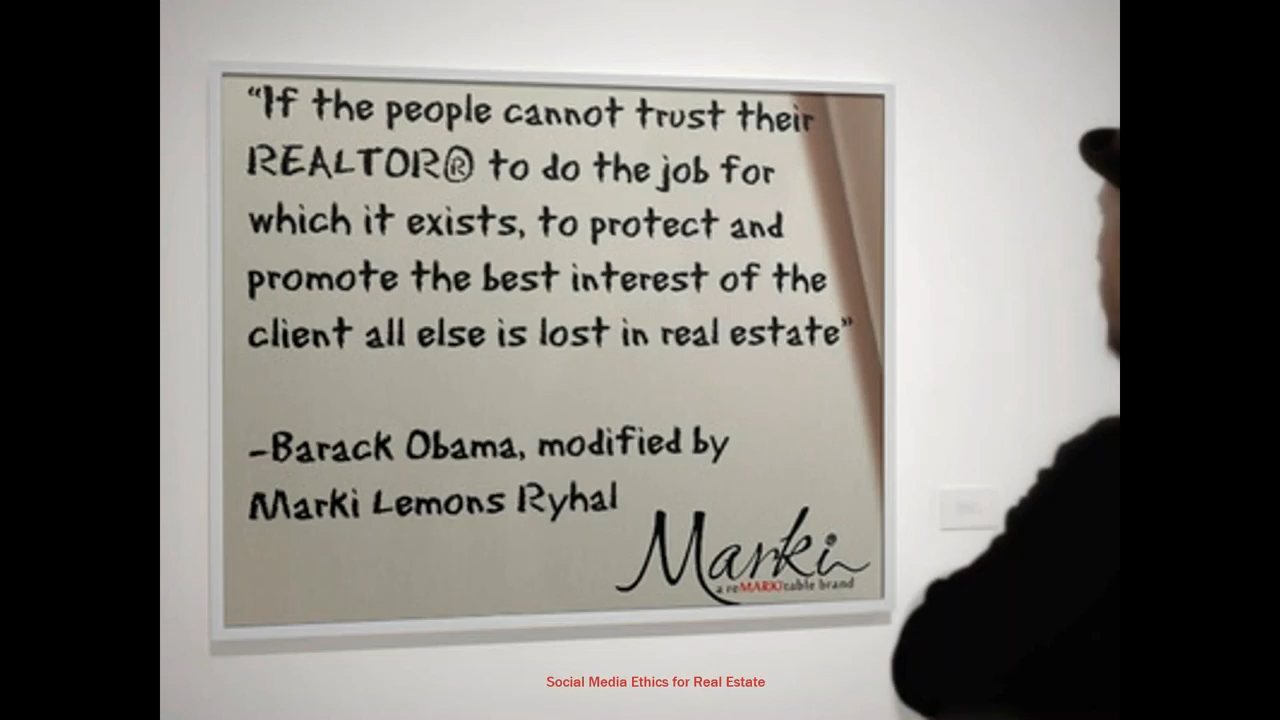 “If the people cannot trust their
REALTOR® to do the job for
which it exists, to protect and
promote the best interest of the
client all else is lost in real estate”
-Barack Obama, modified by
Marki Lemons Ryhal
Marki
a reMARKitable brand
Social Media Ethics for Real Estate